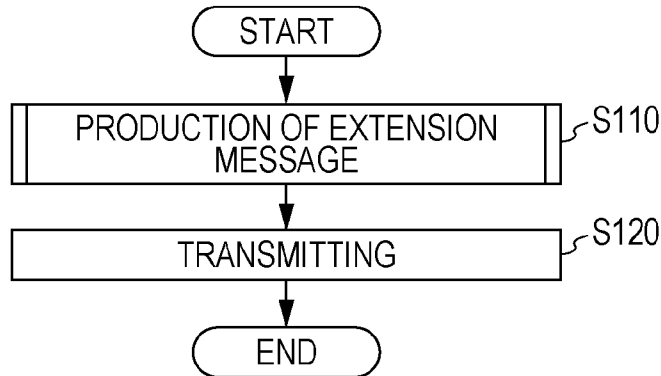 START
PRODUCTION OF EXTENSION
MESSAGE
S110
TRANSMITTING
S120
END